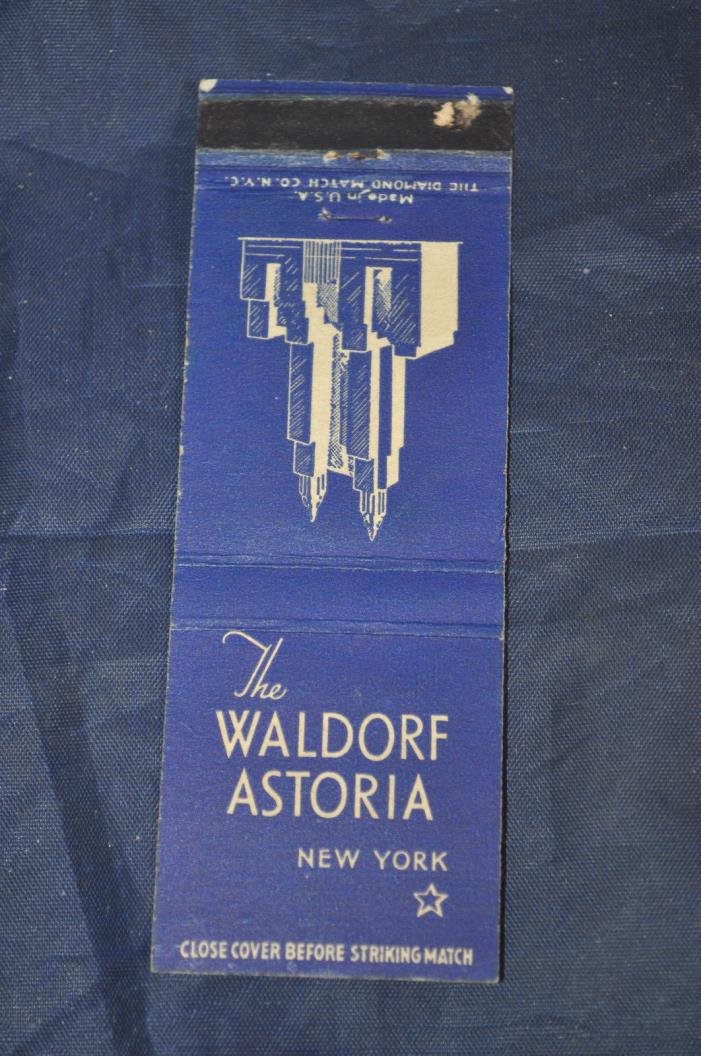 Made in U.S.A.
THE DIAMOND MATCH CO. N.Y.C.
The
WALDORF
ASTORIA
NEW YORK
CLOSE COVER BEFORE STRIKING MATCH